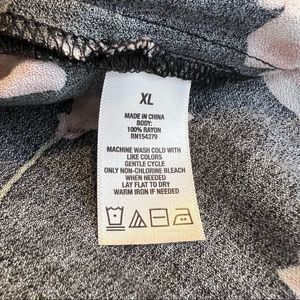 XL
MADE IN CHINA
BODY:
100% RAYON
RN154379
MACHINE WASH COLD WITH
LIKE COLORS
GENTLE CYCLE
ONLY NON-CHLORINE BLEACH
WHEN NEEDED
LAY FLAT TO DRY
WARM IRON IF NEEDED